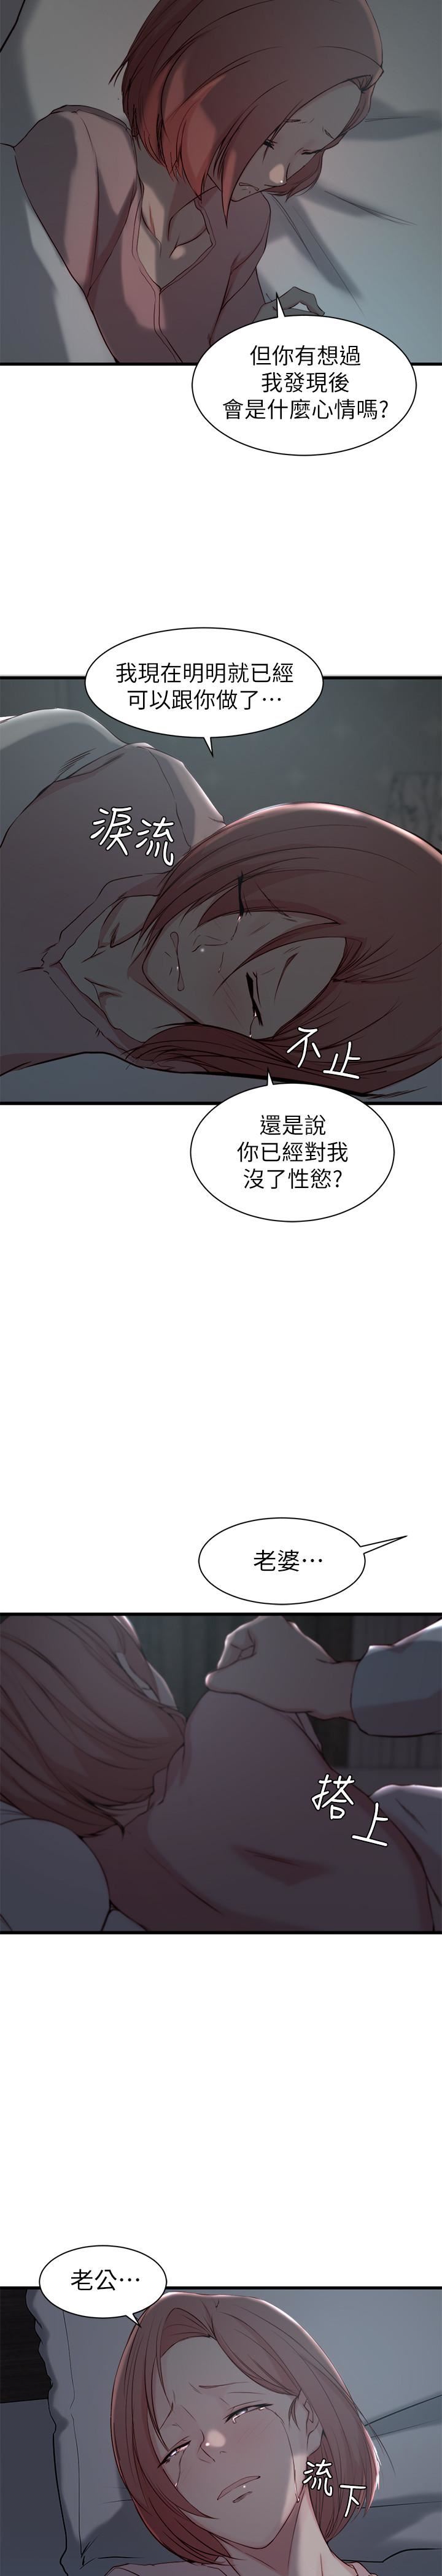 但你有想過
我發現後
會是什麼心情嗎?
我現在明明就已經
可以跟你做了…
淚流
不止
還是說
你已經對我
沒了性慾?
老婆…
搭上
老公…
流下